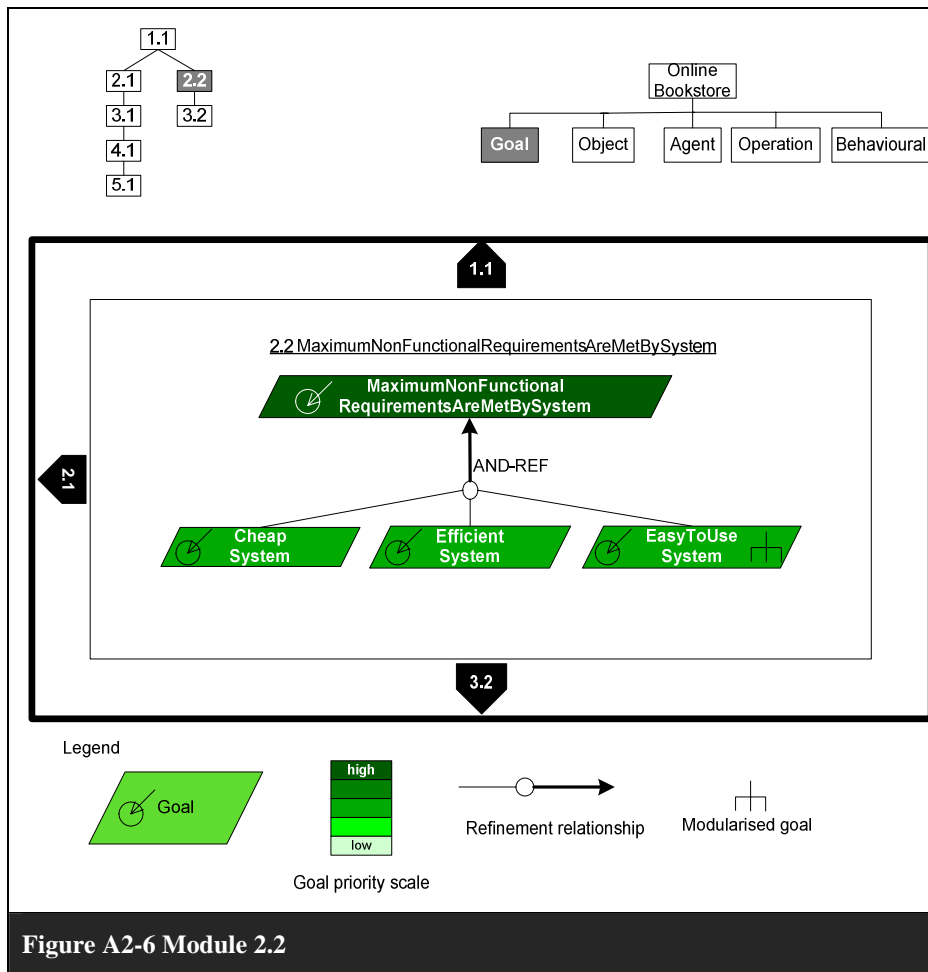 1.1
2.1
2.2
3.1
3.2
4.1
5.1
Online
Bookstore
Goal
Object
Agent
Operation
Behavioural
1.1
2.2 MaximumNonFunctionalRequirementsAreMetBySystem
MaximumNonFunctional
RequirementsAreMetBySystem
2.1
AND-REF
Cheap
System
Efficient
System
EasyToUse
System
3.2
Legend
Goal
high
low
Goal priority scale
Refinement relationship
Modularised goal
Figure A2-6 Module 2.2